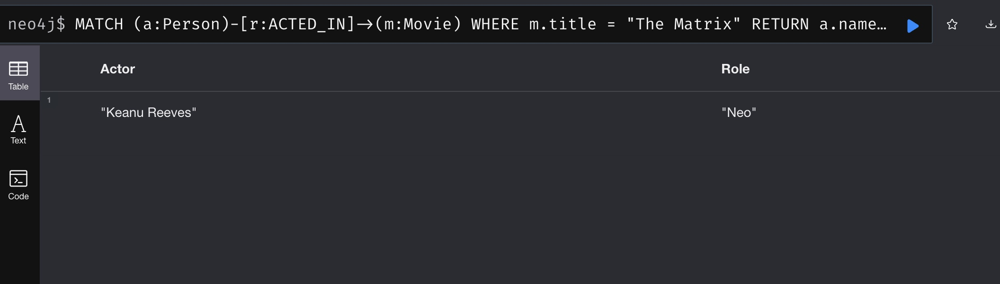 neo4j$ MATCH (a:Person)-[r:ACTED_IN]->(m:Movie) WHERE m.title = "The Matrix" RETURN a.name…
Table
Actor
Role
1
"Keanu Reeves"
"Neo"
Text
Code